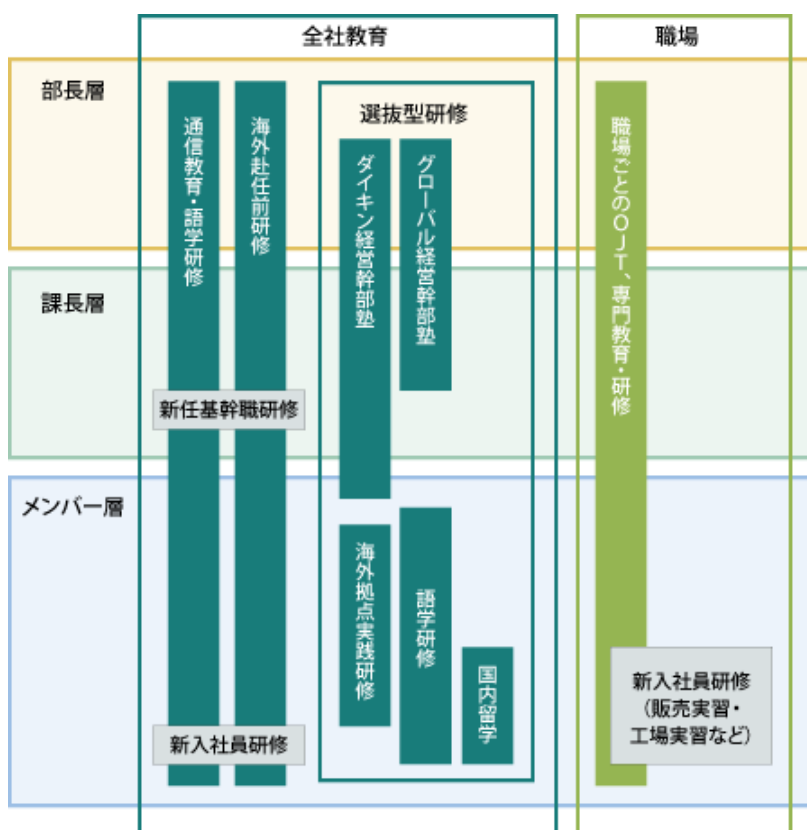 全社教育
職場
部長層
選抜型研修
通信教育・語学研修
海外赴任前研修
ダイキン経営幹部塾
グローバル経営幹部塾
職場ごとのOJT、専門教育・研修
課長層
新任基幹職研修
メンバー層
海外拠点実践研修
語学研修
国内留学
新入社員研修
新入社員研修
（販売実習・
工場実習など）